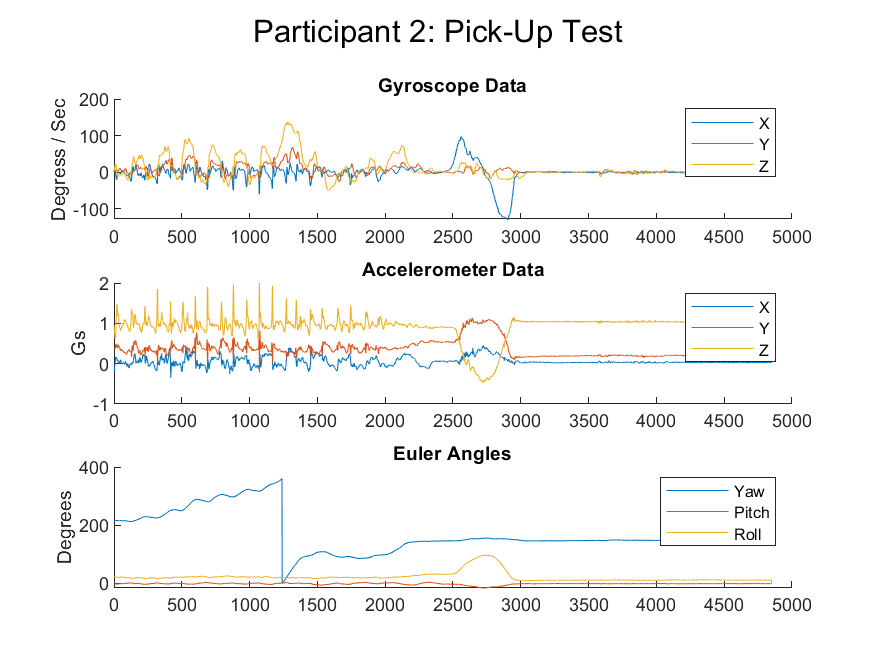 Participant 2: Pick-Up Test
Gyroscope Data
Degress / Sec
200
100
0
-100
0 500 1000 1500 2000 2500 3000 3500 4000 4500 5000
X
Y
Z
Accelerometer Data
Gs
2
1
0
-1
0 500 1000 1500 2000 2500 3000 3500 4000 4500 5000
X
Y
Z
Euler Angles
Degrees
400
200
0
0 500 1000 1500 2000 2500 3000 3500 4000 4500 5000
Yaw
Pitch
Roll